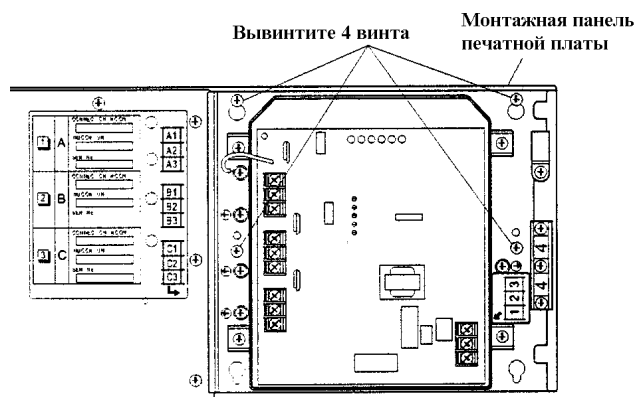 Монтажная панель
печатной платы
Вывинтите 4 винта
1
A
A1
A2
A3
2
B
B1
B2
B3
3
C
C1
C2
C3
4
4
1 2 3